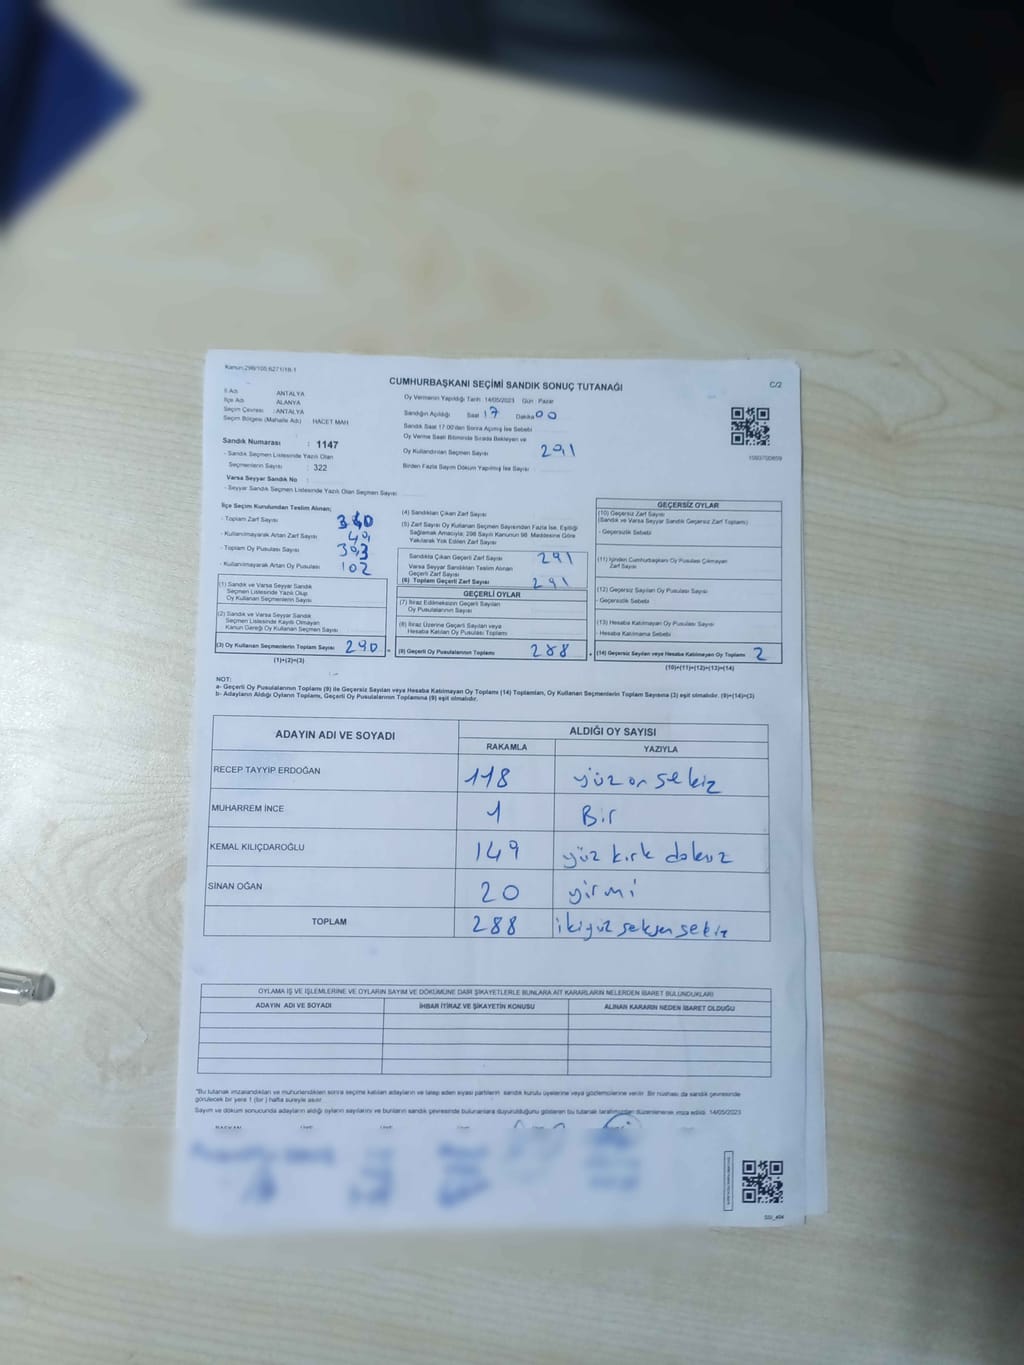 Kanun:298/105;6271/18-1
CUMHURBAŞKANI SEÇİMİ SANDIK SONUÇ TUTANAĞI
C/2
İl Adı : ANTALYA
İlçe Adı : ALANYA
Seçim Çevresi : ANTALYA
Seçim Bölgesi (Mahalle Adı) HACET MAH
Sandık Numarası : 1147
- Sandık Seçmen Listesinde Yazılı Olan
Seçmenlerin Sayısı : 322
Varsa Seyyar Sandık No
- Seyyar Sandık Seçmen Listesinde Yazılı Olan Seçmen Sayısı
Oy Vermenin Yapıldığı Tarih : 14/05/2023 Gün : Pazar
Sandığın Açıldığı Saat 17 Dakika 00
Sandık Saat 17:00'den Sonra Açılmış İse Sebebi
Oy Verme Saati Bitiminde Sırada Bekleyen ve
Oy Kullandırılan Seçmen Sayısı 291
Birden Fazla Sayım Döküm Yapılmış İse Sayısı
İlçe Seçim Kurulundan Teslim Alınan;
- Toplam Zarf Sayısı
- Kullanılmayarak Artan Zarf Sayısı 49
- Toplam Oy Pusulası Sayısı 393
- Kullanılmayarak Artan Oy Pusulası 102
(1) Sandık ve Varsa Seyyar Sandık
Seçmen Listesinde Yazılı Olup
Oy Kullanan Seçmenlerin Sayısı
(2) Sandık ve Varsa Seyyar Sandık
Seçmen Listesinde Kayıtlı Olmayan
Kanun Gereği Oy Kullanan Seçmen Sayısı
(3) Oy Kullanan Seçmenlerin Toplam Sayısı 290
(1)+(2)=(3)
(4) Sandıktan Çıkan Zarf Sayısı
(5) Zarf Sayısı Oy Kullanan Seçmen Sayısından Fazla İse, Eşitliği
Sağlamak Amacıyla; 298 Sayılı Kanunun 98. Maddesine Göre
Yakılarak Yok Edilen Zarf Sayısı
Sandıkta Çıkan Geçerli Zarf Sayısı 291
Varsa Seyyar Sandıktan Teslim Alınan
Geçerli Zarf Sayısı
(6) Toplam Geçerli Zarf Sayısı 291
GEÇERLİ OYLAR
(7) İtiraz Edilmeksizin Geçerli Sayılan
Oy Pusulalarının Sayısı
(8) İtiraz Üzerine Geçerli Sayılan veya
Hesaba Katılan Oy Pusulası Toplamı
(9) Geçerli Oy Pusulalarının Toplamı 288
GEÇERSİZ OYLAR
(10) Geçersiz Zarf Sayısı
(Sandık ve Varsa Seyyar Sandık Geçersiz Zarf Toplamı)
- Geçersizlik Sebebi
(11) İçinden Cumhurbaşkanı Oy Pusulası Çıkmayan
Zarf Sayısı
(12) Geçersiz Sayılan Oy Pusulası Sayısı
- Geçersizlik Sebebi
(13) Hesaba Katılmayan Oy Pusulası Sayısı
- Hesaba Katılmama Sebebi
(14) Geçersiz Sayılan veya Hesaba Katılmayan Oy Toplamı 2
(10)+(11)+(12)+(13)=(14)
NOT:
a- Geçerli Oy Pusulalarının Toplamı (9) ile Geçersiz Sayılan veya Hesaba Katılmayan Oy Toplamı (14) Toplamları, Oy Kullanan Seçmenlerin Toplam Sayısına (3) eşit olmalıdır. (9)+(14)=(3)
b- Adayların Aldığı Oyların Toplamı, Geçerli Oy Pusulalarının Toplamına (9) eşit olmalıdır.
ADAYIN ADI VE SOYADI
ALDIĞI OY SAYISI
RAKAMLA YAZIYLA
RECEP TAYYİP ERDOĞAN 118 yüz on sekiz
MUHARREM İNCE 1 Bir
KEMAL KILIÇDAROĞLU 149 yüz kırk dokuz
SİNAN OĞAN 20 yirmi
TOPLAM 288 ikiyüz seksen sekiz
OYLAMA İŞ VE İŞLEMLERİNE VE OYLARIN SAYIM VE DÖKÜMÜNE DAİR ŞİKAYETLERLE BUNLARA AİT KARARLARIN NELERDEN İBARET BULUNDUKLARI
ADAYIN ADI VE SOYADI İHBAR İTİRAZ VE ŞİKAYETİN KONUSU ALINAN KARARIN NEDEN İBARET OLDUĞU
*Bu tutanak imzalandıktan ve mühürlendikten sonra seçime katılan adayların ve talep eden siyasi partilerin sandık kurulu üyelerine/veya gözlemcilerine verilir. Bir nüshası da sandık çevresinde
görülecek bir yere 1 (bir) hafta süreyle asılır.
Sayım ve döküm sonucunda adayların aldığı oyların sayılarını ve bunların sandık çevresinde bulunanlara duyurulduğunu gösteren bu tutanak tarafımızdan düzenlenerek imza edildi. 14/05/2023